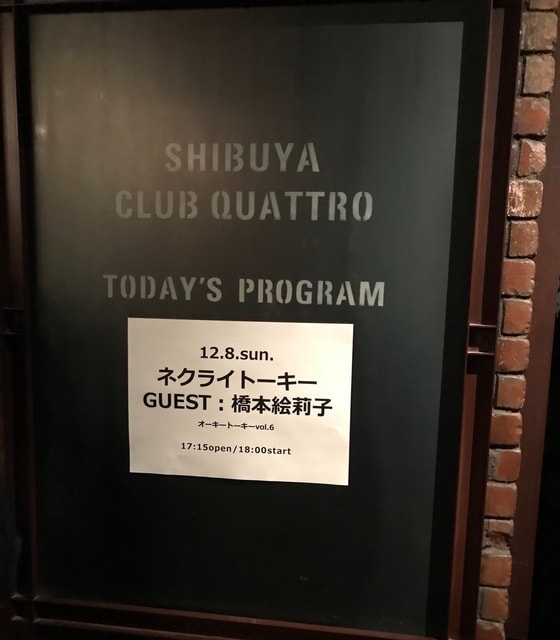 SHIBUYA
CLUB QUATTRO
TODAY'S PROGRAM
12.8.sun.
ネクライトーキー
GUEST：橋本絵莉子
オーキートーキーvol.6
17:15open/18:00start